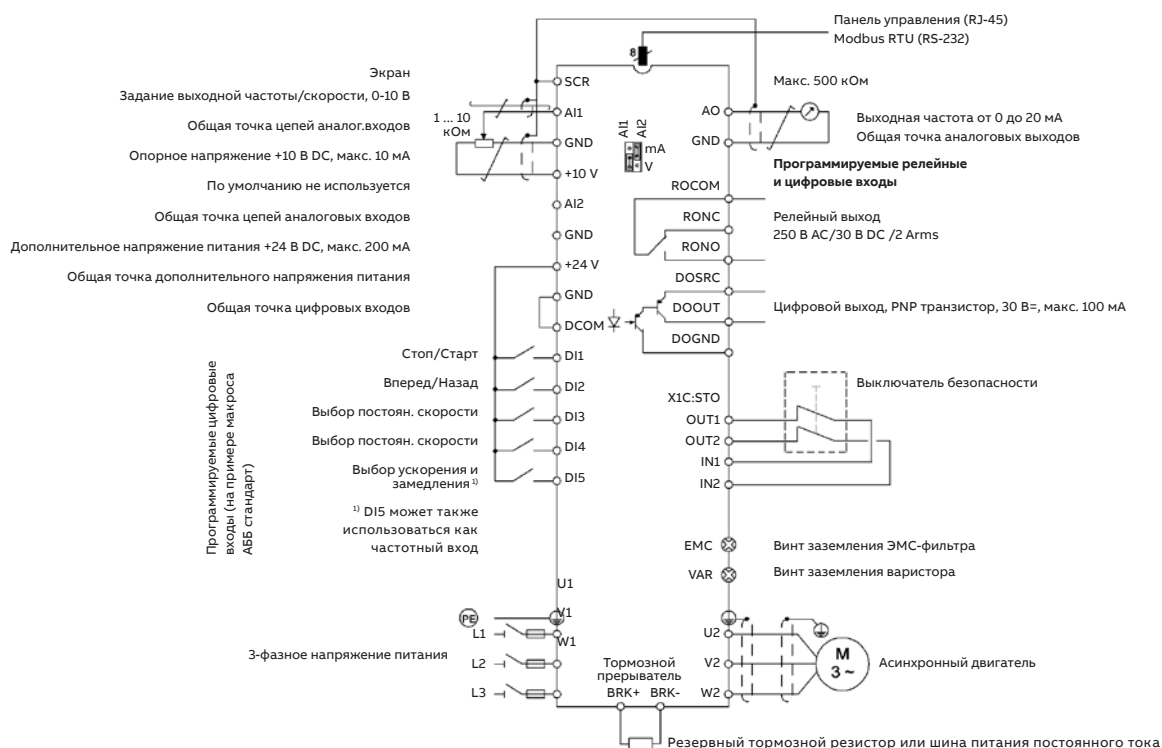 Панель управления (RJ-45)
Modbus RTU (RS-232)
8
Экран
SCR
Макс. 500 кОм
Задание выходной частоты/скорости, 0-10 В
AI1
AO
1 ... 10
кОм
Выходная частота от 0 до 20 мА
Общая точка цепей аналог.входов
GND
AI1
AI2
mA
V
GND
Общая точка аналоговых выходов
Опорное напряжение +10 В DC, макс. 10 мА
+10 V
Программируемые релейные
и цифровые входы
По умолчанию не используется
AI2
ROCOM
Общая точка цепей аналоговых входов
GND
RONC
Релейный выход
250 В AC/30 В DC /2 Arms
Дополнительное напряжение питания +24 В DC, макс. 200 мА
+24 V
RONO
Общая точка дополнительного напряжения питания
GND
DOSRC
Общая точка цифровых входов
DCOM
DOOUT
Цифровой выход, PNP транзистор, 30 В=, макс. 100 мА
DOGND
Программируемые цифровые
входы (на примере макроса
АББ стандарт)
Стоп/Старт
DI1
Вперед/Назад
DI2
Выбор постоян. скорости
DI3
Выбор постоян. скорости
DI4
Выбор ускорения и
замедления ¹⁾
DI5
¹⁾ DI5 может также
использоваться как
частотный вход
X1C:STO
Выключатель безопасности
OUT1
OUT2
IN1
IN2
EMC
Винт заземления ЭМС-фильтра
VAR
Винт заземления варистора
U1
PE
V1
L1
W1
3-фазное напряжение питания
L2
L3
Тормозной
прерыватель
BRK+ BRK-
U2
V2
W2
M
3 ~
Асинхронный двигатель
Резервный тормозной резистор или шина питания постоянного тока